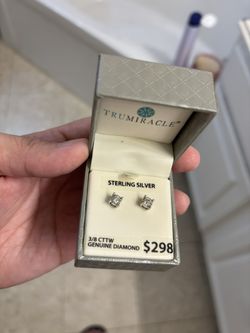 TRUMIRACLE
STERLING SILVER
3/8 CTTW
GENUINE DIAMOND
$298